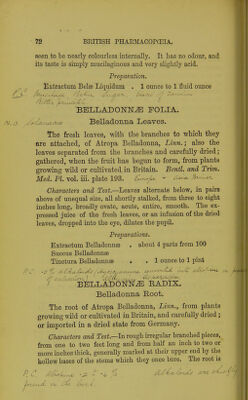 72 BRITISH PHARMACOPŒIA.
seen to be nearly colourless internally. It has no odour, and
its taste is simply mucilaginous and very slightly acid.
Preparation.
Extractum Belæ Liquidum . 1 ounce to 1 fluid ounce
BELLADONNÆ FOLIA.
Belladonna Leaves.
The fresh leaves, with the branches to which they
are attached, of Atropa Belladonna, Linn.; also the
leaves separated from the branches and carefully dried;
gathered, when the fruit has begun to form, from plants
growing wild or cultivated in Britain. Bent. and Trim.
Med. Pl. vol. iii. plate 193.
Characters and Test.—Leaves alternate below, in pairs
above of unequal size, all shortly stalked, from three to eight
inches long, broadly ovate, acute, entire, smooth. The ex-
pressed juice of the fresh leaves, or an infusion of the dried
leaves, dropped into the eye, dilates the pupil.
Preparations.
Extractum Belladonnæ . about 4 parts from 100
Succus Belladonnæ
Tinctura Belladonnæ . . 1 ounce to 1 pint
BELLADONNÆ RADIX.
Belladonna Root.
The root of Atropa Belladonna, Linn., from plants
growing wild or cultivated in Britain, and carefully dried;
or imported in a dried state from Germany.
Characters and Test.—In rough irregular branched pieces,
from one to two feet long and from half an inch to two or
more inches thick, generally marked at their upper end by the
hollow bases of the stems which they once bore. The root is
found in the bark